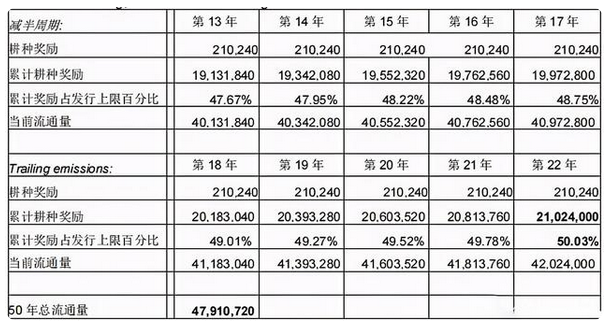 减半周期: 第 13 年 第 14 年 第 15 年 第 16 年 第 17 年
耕种奖励 210,240 210,240 210,240 210,240 210,240
累计耕种奖励 19,131,840 19,342,080 19,552,320 19,762,560 19,972,800
累计奖励占发行上限百分比 47.67% 47.95% 48.22% 48.48% 48.75%
当前流通量 40,131,840 40,342,080 40,552,320 40,762,560 40,972,800
Trailing emissions: 第 18 年 第 19 年 第 20 年 第 21 年 第 22 年
耕种奖励 210,240 210,240 210,240 210,240 210,240
累计耕种奖励 20,183,040 20,393,280 20,603,520 20,813,760 21,024,000
累计奖励占发行上限百分比 49.01% 49.27% 49.52% 49.78% 50.03%
当前流通量 41,183,040 41,393,280 41,603,520 41,813,760 42,024,000
50 年总流通量 47,910,720